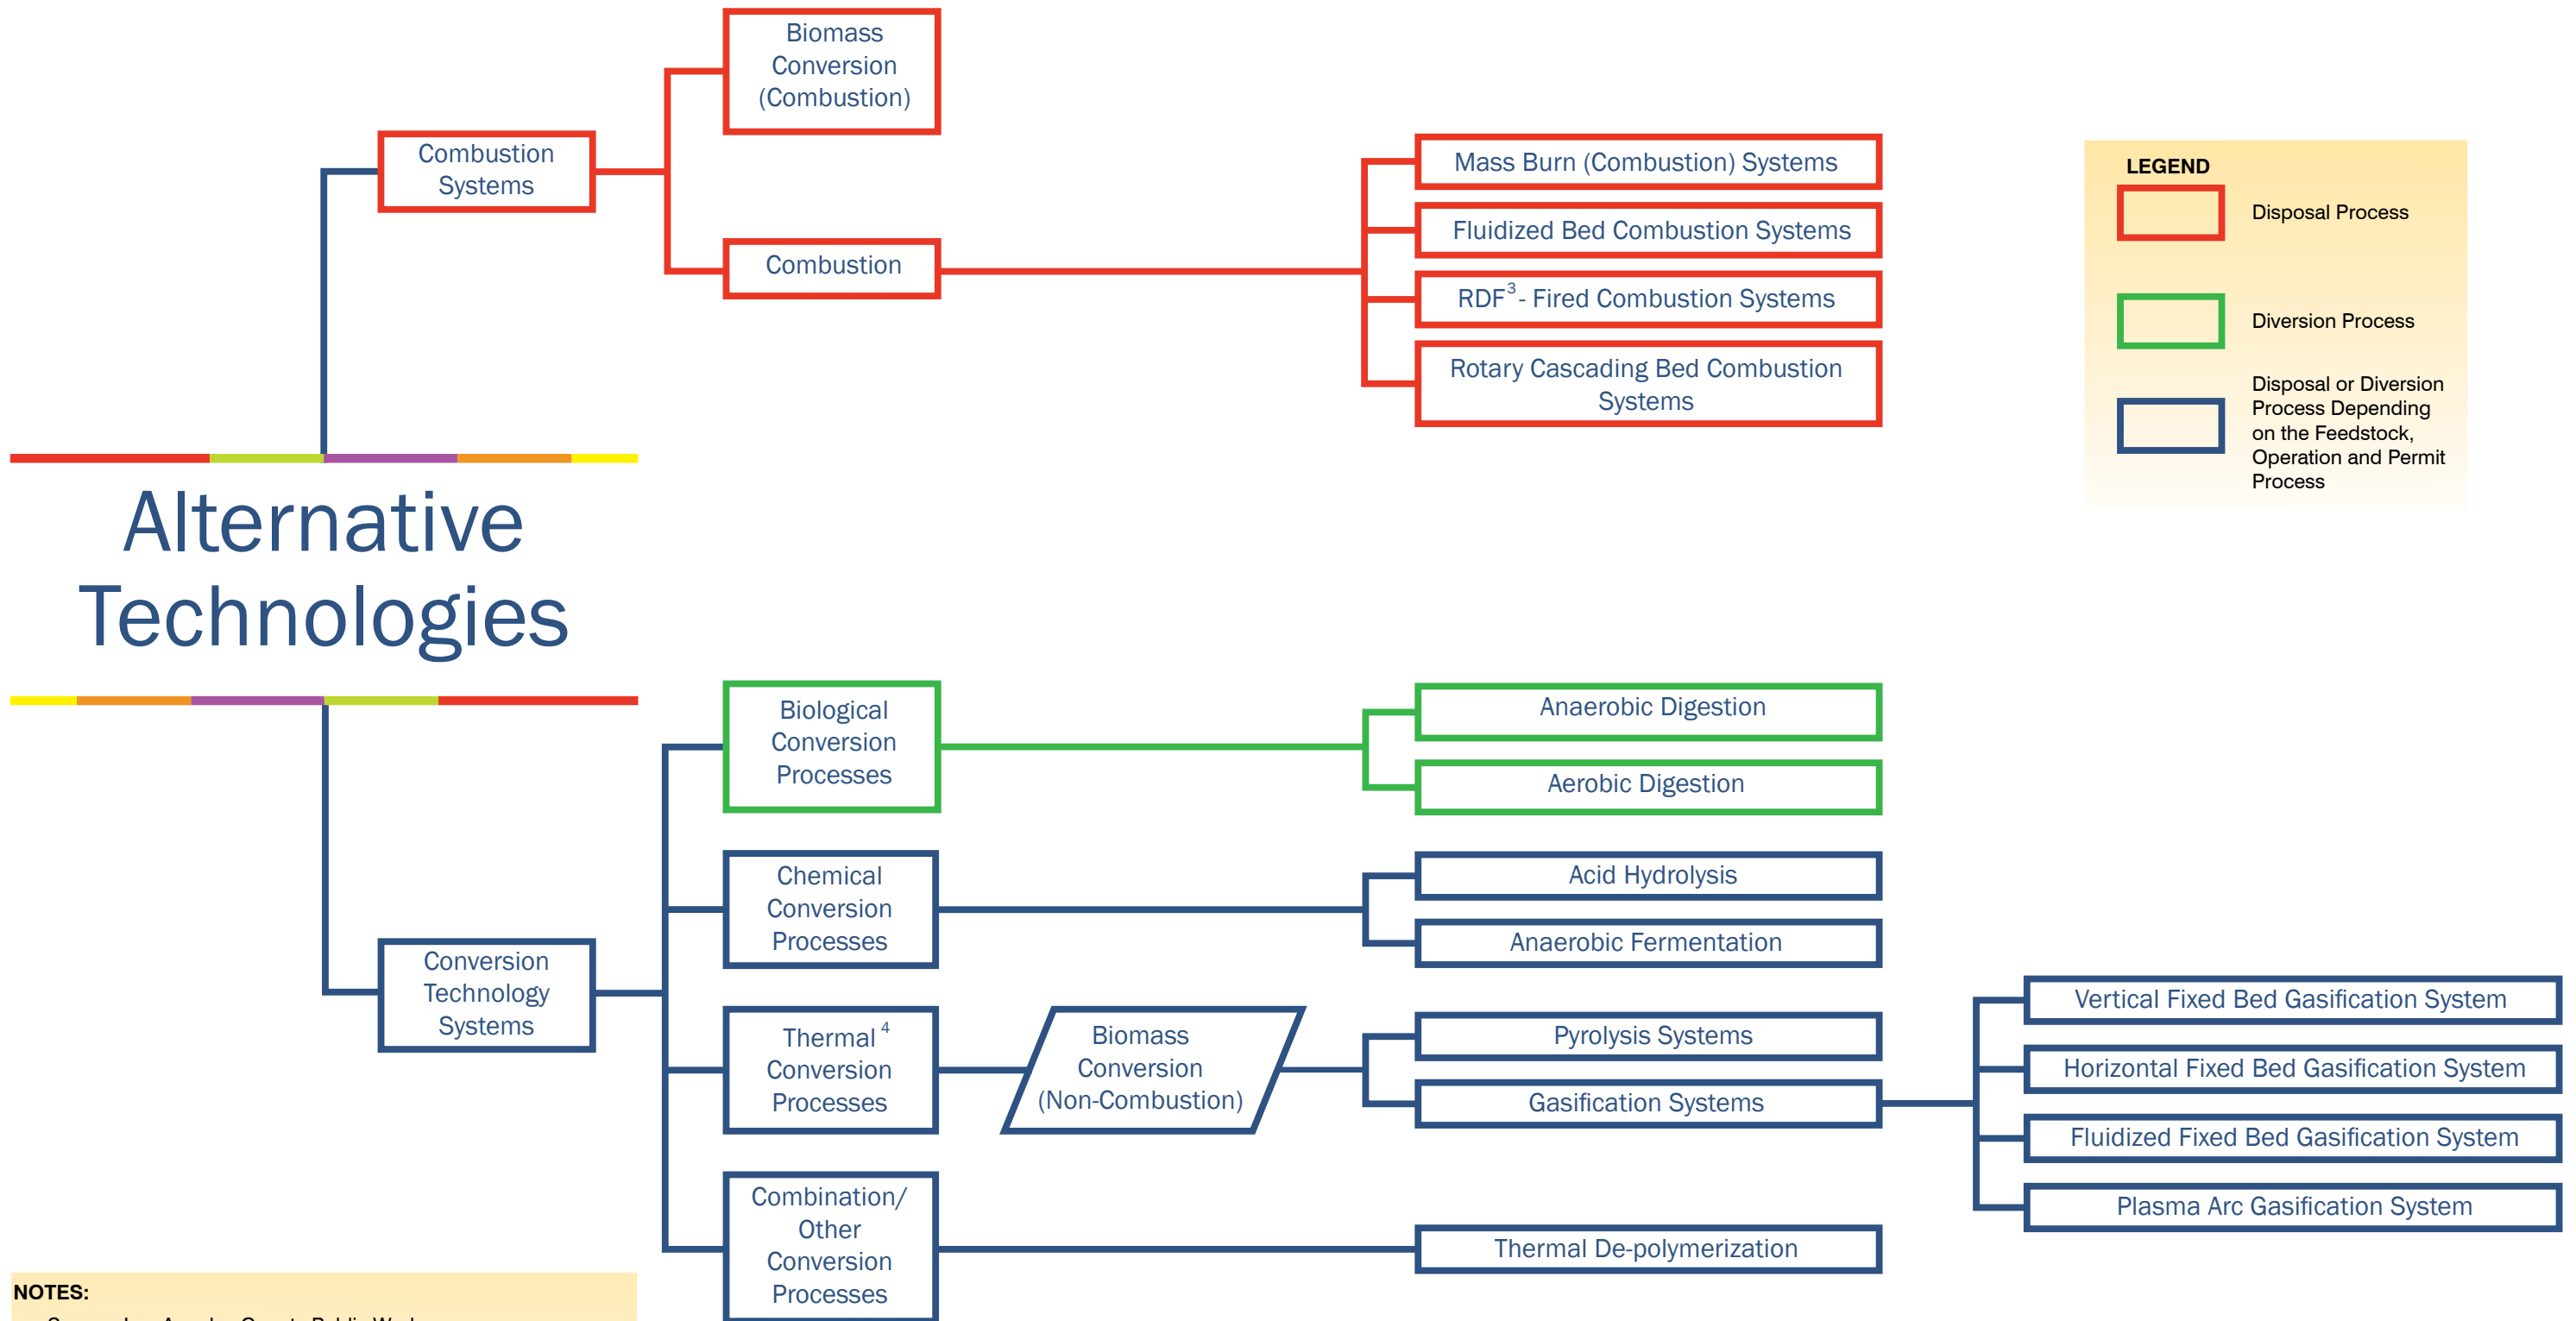 Biomass
Conversion
(Combustion)
Combustion
Systems
Combustion
Mass Burn (Combustion) Systems
Fluidized Bed Combustion Systems
RDF³- Fired Combustion Systems
Rotary Cascading Bed Combustion
Systems
LEGEND
Disposal Process
Diversion Process
Disposal or Diversion
Process Depending
on the Feedstock,
Operation and Permit
Process
Alternative
Technologies
Biological
Conversion
Processes
Anaerobic Digestion
Aerobic Digestion
Chemical
Conversion
Processes
Acid Hydrolysis
Anaerobic Fermentation
Conversion
Technology
Systems
Thermal ⁴
Conversion
Processes
Biomass
Conversion
(Non-Combustion)
Pyrolysis Systems
Gasification Systems
Vertical Fixed Bed Gasification System
Horizontal Fixed Bed Gasification System
Fluidized Fixed Bed Gasification System
Plasma Arc Gasification System
Combination/
Other
Conversion
Processes
Thermal De-polymerization
NOTES: